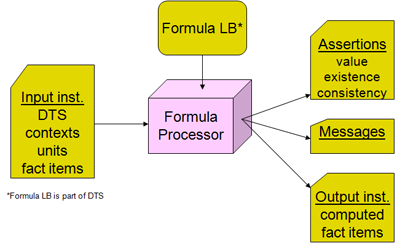 Formula LB*
Input inst.
DTS
contexts
units
fact items
*Formula LB is part of DTS
Formula
Processor
Assertions
value
existence
consistency
Messages
Output inst.
computed
fact items